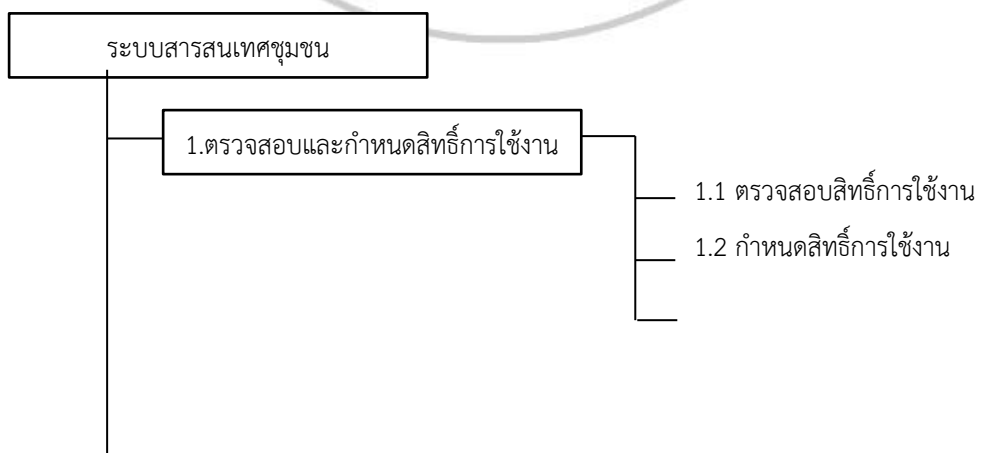 ระบบสารสนเทศชุมชน
1.ตรวจสอบและกำหนดสิทธิ์การใช้งาน
1.1 ตรวจสอบสิทธิ์การใช้งาน
1.2 กำหนดสิทธิ์การใช้งาน